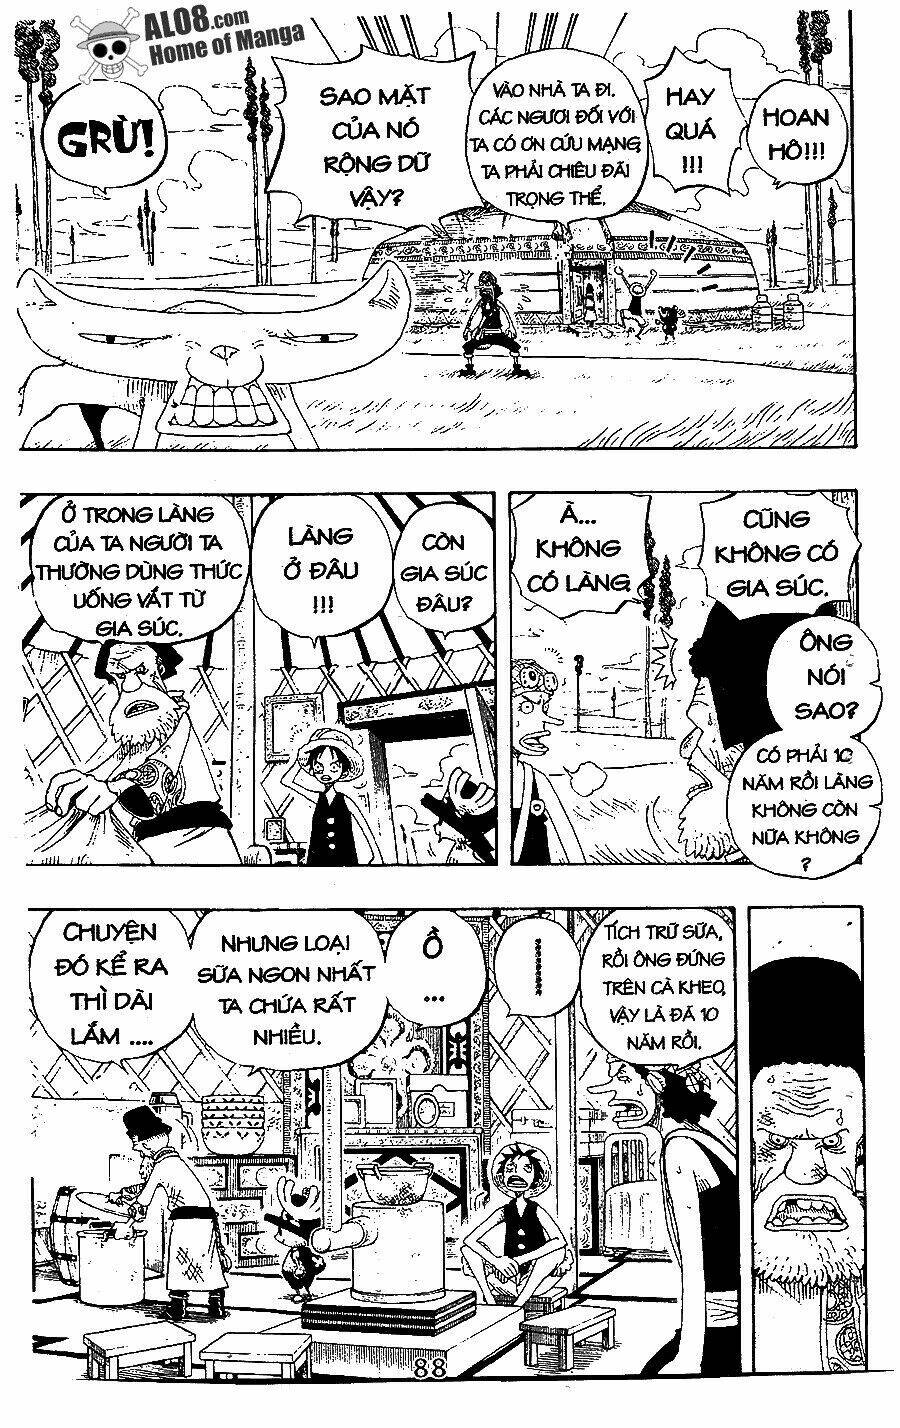 AL08.com
Home of Manga
HOAN
HÔ!!!
HAY
QUÁ
!!!
VÀO NHÀ TA ĐI.
CÁC NGƯƠI ĐỐI VỚI
TA CÓ ƠN CỨU MẠNG,
TA PHẢI CHIÊU ĐÃI
TRỌNG THỂ.
SAO MẶT
CỦA NÓ
RỘNG DỮ
VẬY?
GRỪ!
CŨNG
KHÔNG CÓ
GIA SÚC.
À...
KHÔNG
CÓ LÀNG.
ÔNG
NÓI
SAO?
CÓ PHẢI 10
NĂM RỒI LÀNG
KHÔNG CÒN
NỮA KHÔNG
?
CÒN
GIA SÚC
ĐÂU?
LÀNG
Ở ĐÂU
!!!
Ở TRONG LÀNG
CỦA TA NGƯỜI TA
THƯỜNG DÙNG THỨC
UỐNG VẮT TỪ
GIA SÚC.
TÍCH TRỮ SỮA,
RỒI ÔNG ĐỨNG
TRÊN CÀ KHEO,
VẬY LÀ ĐÃ 10
NĂM RỒI.
!!!!!!!!!!
Ồ
...
NHƯNG LOẠI
SỮA NGON NHẤT
TA CHỨA RẤT
NHIỀU.
CHUYỆN
ĐÓ KỂ RA
THÌ DÀI
LẮM ....
88